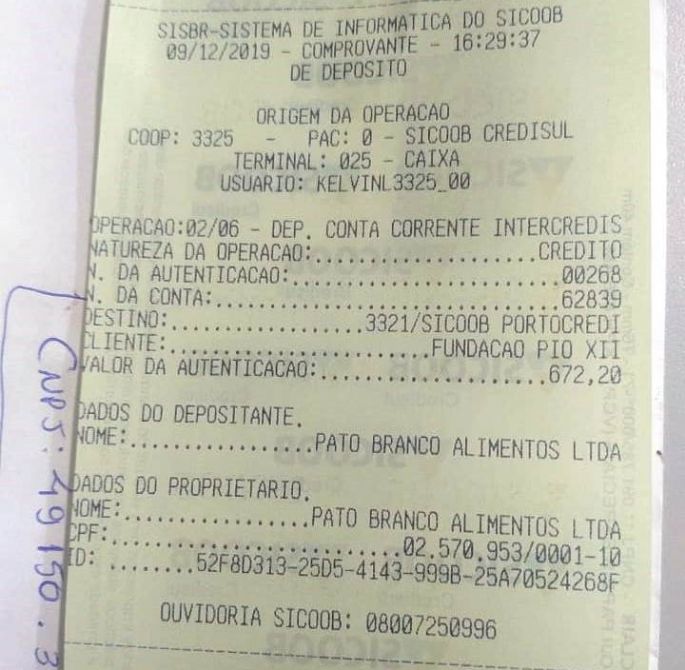 SISBR-SISTEMA DE INFORMATICA DO SICOOB
09/12/2019 - COMPROVANTE - 16:29:37
DE DEPOSITO
ORIGEM DA OPERACAO
COOP: 3325 - PAC: 0 - SICOOB CREDISUL
TERMINAL: 025 - CAIXA
USUARIO: KELVINL3325_00
OPERACAO:02/06 - DEP. CONTA CORRENTE INTERCREDIS
NATUREZA DA OPERACAO:..................CREDITO
N. DA AUTENTICACAO:......................00268
N. DA CONTA:.............................62839
DESTINO:...............3321/SICOOB PORTOCREDI
CLIENTE:.....................FUNDACAO PIO XII
VALOR DA AUTENTICACAO:..................672,20
DADOS DO DEPOSITANTE.
NOME:................PATO BRANCO ALIMENTOS LTDA
DADOS DO PROPRIETARIO.
NOME:................PATO BRANCO ALIMENTOS LTDA
CPF:.........................02.570.953/0001-10
ID: ........52F8D313-25D5-4143-999B-25A70524268F
OUVIDORIA SICOOB: 08007250996
CNPJ: 49 150.3